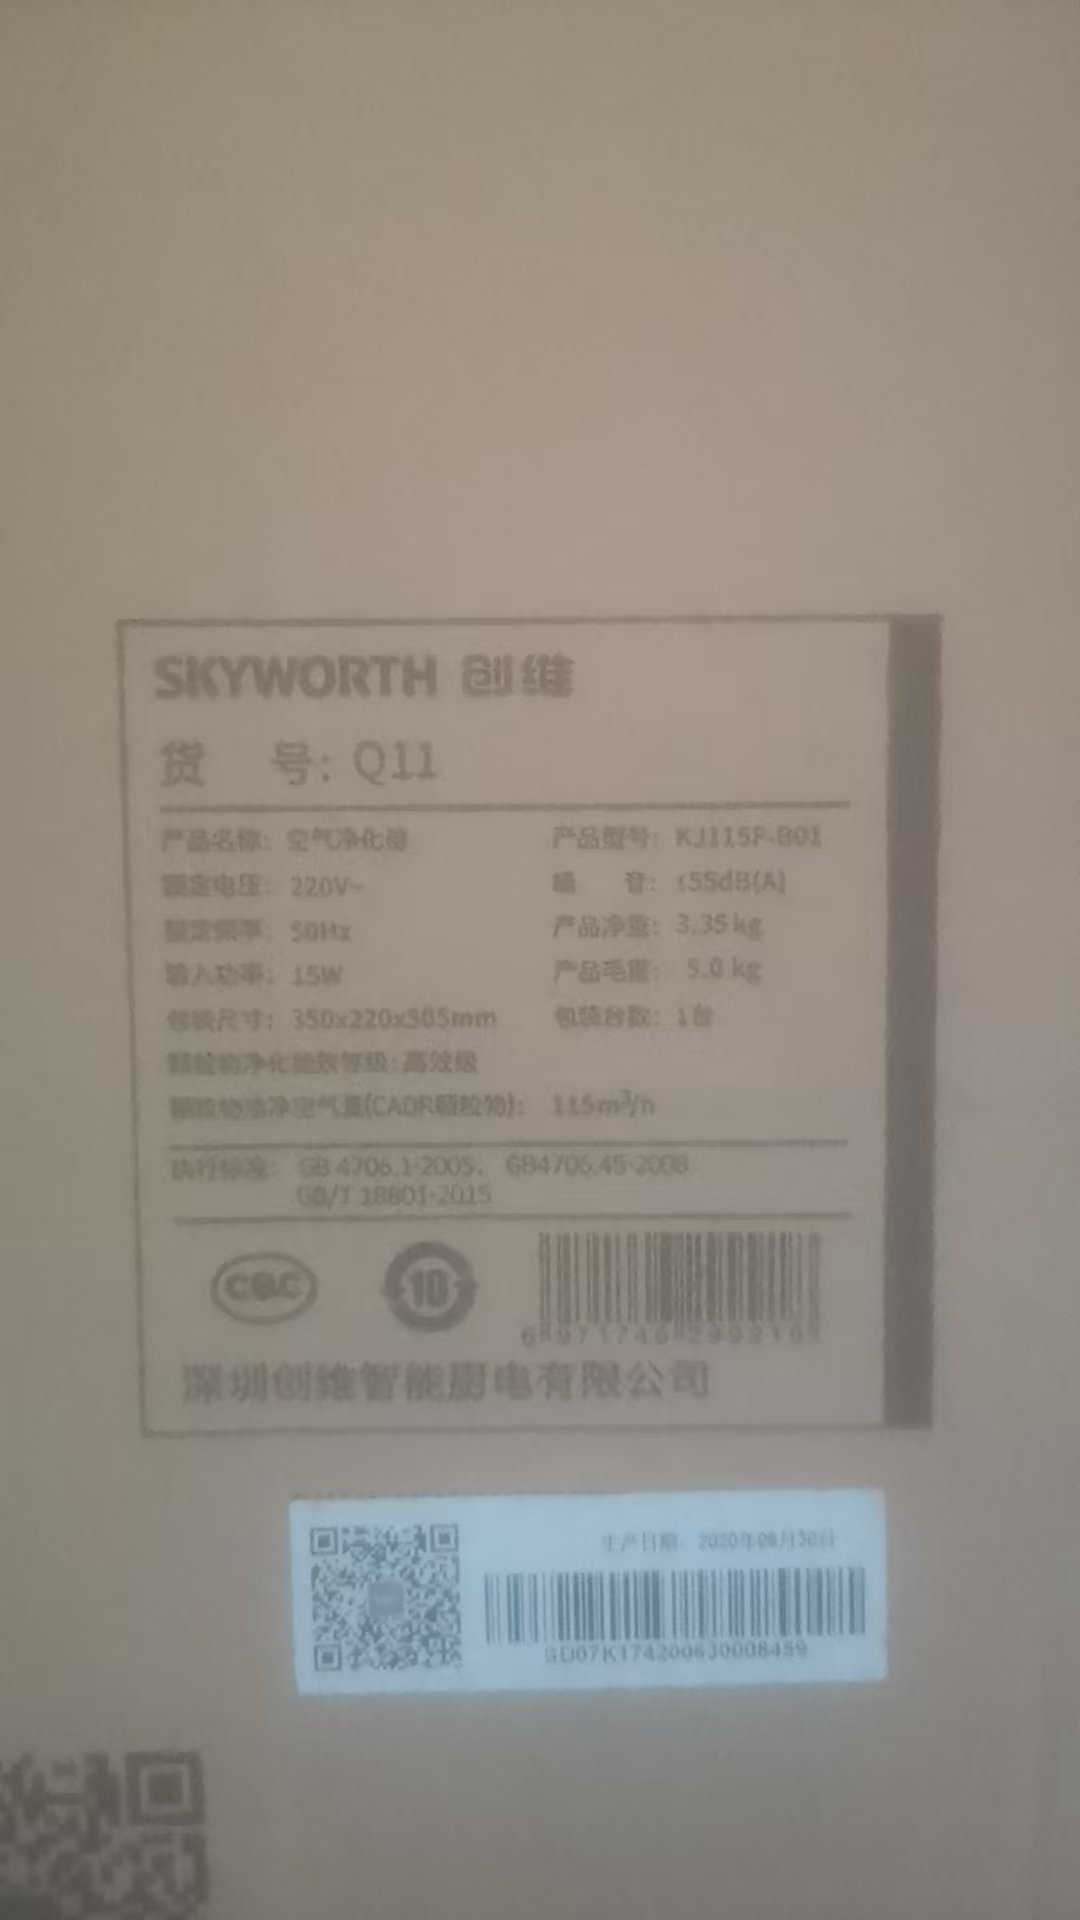 SKYWORTH 创维
货 号: Q11
产品名称: 空气净化器 产品型号: KJ115F-B01
额定电压: 220V~ 噪 音: ≤55dB(A)
额定频率: 50Hz 产品净重: 3.35kg
输入功率: 15W 产品毛重: 5.0 kg
包装尺寸: 350x220x505mm 包装台数: 1台
颗粒物净化能效等级: 高效级
颗粒物洁净空气量(CADR颗粒物): 115m³/h
执行标准: GB 4706.1-2005、 GB4706.45-2008
GB/T 18801-2015
CQC
10
深圳创维智能厨电有限公司
生产日期: 2020年06月30日